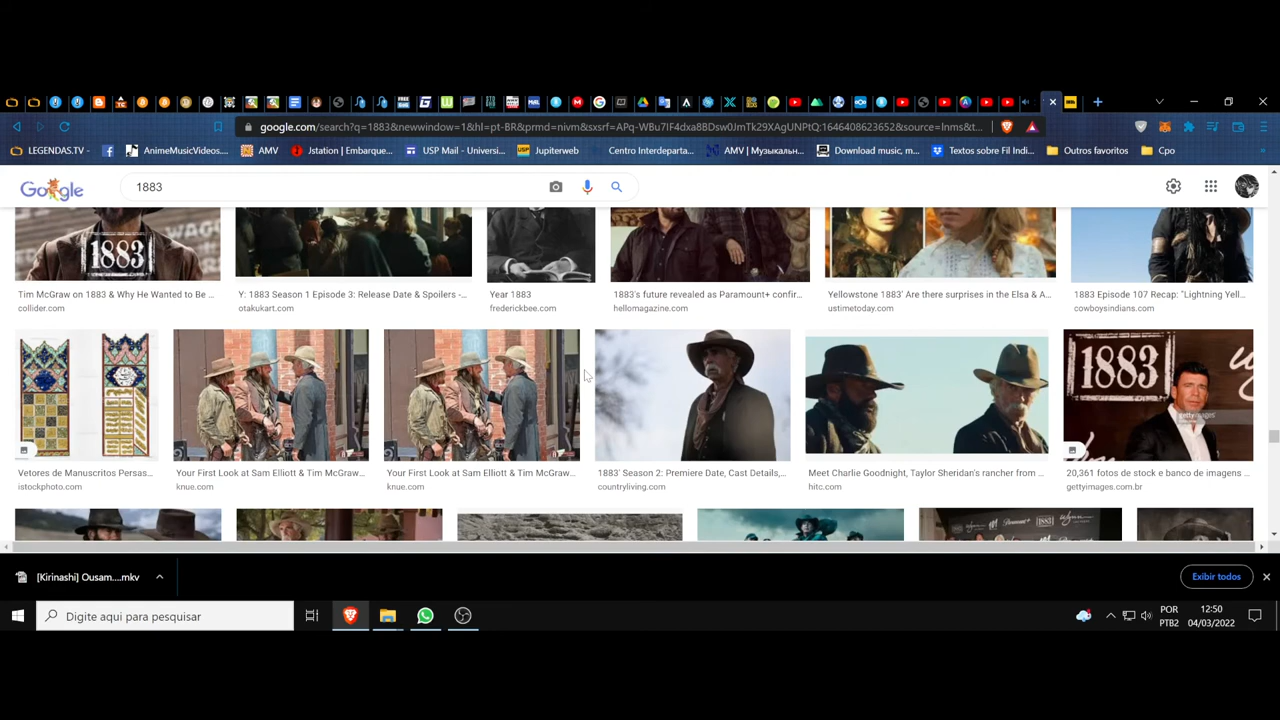 google.com/search?q=1883&newwindow=1&hl=pt-BR&prmd=nivm&sxsrf=APq-WBu7IF4dxa8BDsw0JmTk29XAgUNPtQ:1646408623652&source=lnms&t...
LEGENDAS.TV
AnimeMusicVideos...
AMV
Jstation | Embarque...
USP Mail - Universi...
Jupiterweb
Centro Interdeparta...
AMV | Музыкальн...
Download music, m...
Textos sobre Fil Indi...
Outros favoritos
Cpo
Google
1883
1883
Tim McGraw on 1883 & Why He Wanted to Be ...
collider.com
Y: 1883 Season 1 Episode 3: Release Date & Spoilers -...
otakukart.com
Year 1883
frederickbee.com
1883's future revealed as Paramount+ confir...
hellomagazine.com
Yellowstone 1883' Are there surprises in the Elsa & A...
ustimetoday.com
1883 Episode 107 Recap: "Lightning Yell...
cowboysindians.com
1883
gettyimages
Vetores de Manuscritos Persas...
istockphoto.com
Your First Look at Sam Elliott & Tim McGraw...
knue.com
Your First Look at Sam Elliott & Tim McGraw...
knue.com
1883' Season 2: Premiere Date, Cast Details,...
countryliving.com
Meet Charlie Goodnight, Taylor Sheridan's rancher from ...
hitc.com
20,361 fotos de stock e banco de imagens ...
gettyimages.com.br
[Kirinashi] Ousam....mkv
Exibir todos
Digite aqui para pesquisar
POR
PTB2
12:50
04/03/2022